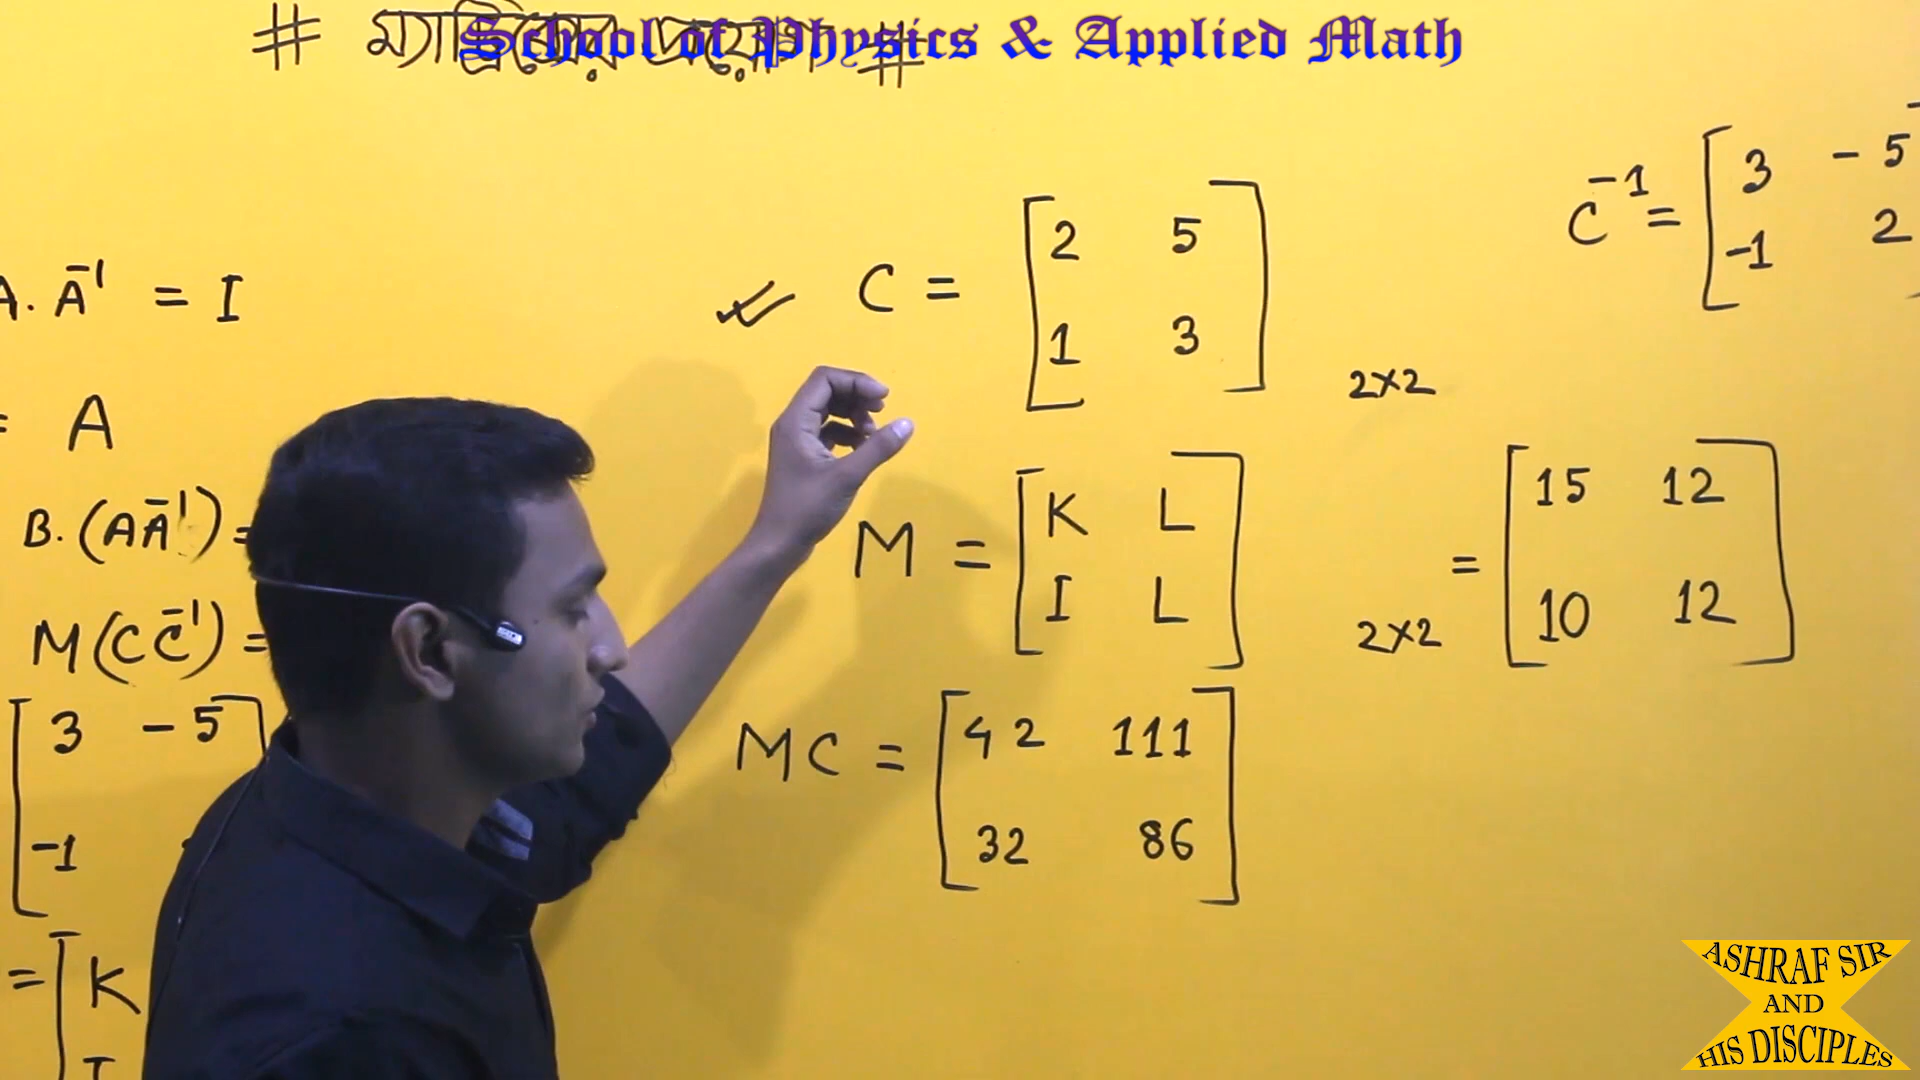 # ম্যাট্রিক্সের প্রয়োগ #
School of Physics & Applied Math
A. A⁻¹ = I
= A
B. (AA⁻¹) =
M(CC⁻¹) =
[3 -5
-1
= [K
I
C = [2 5
1 3] 2×2
C⁻¹ = [3 -5
-1 2
M = [K L
I L] 2×2
= [15 12
10 12]
MC = [42 111
32 86]
ASHRAF SIR
AND
HIS DISCIPLES